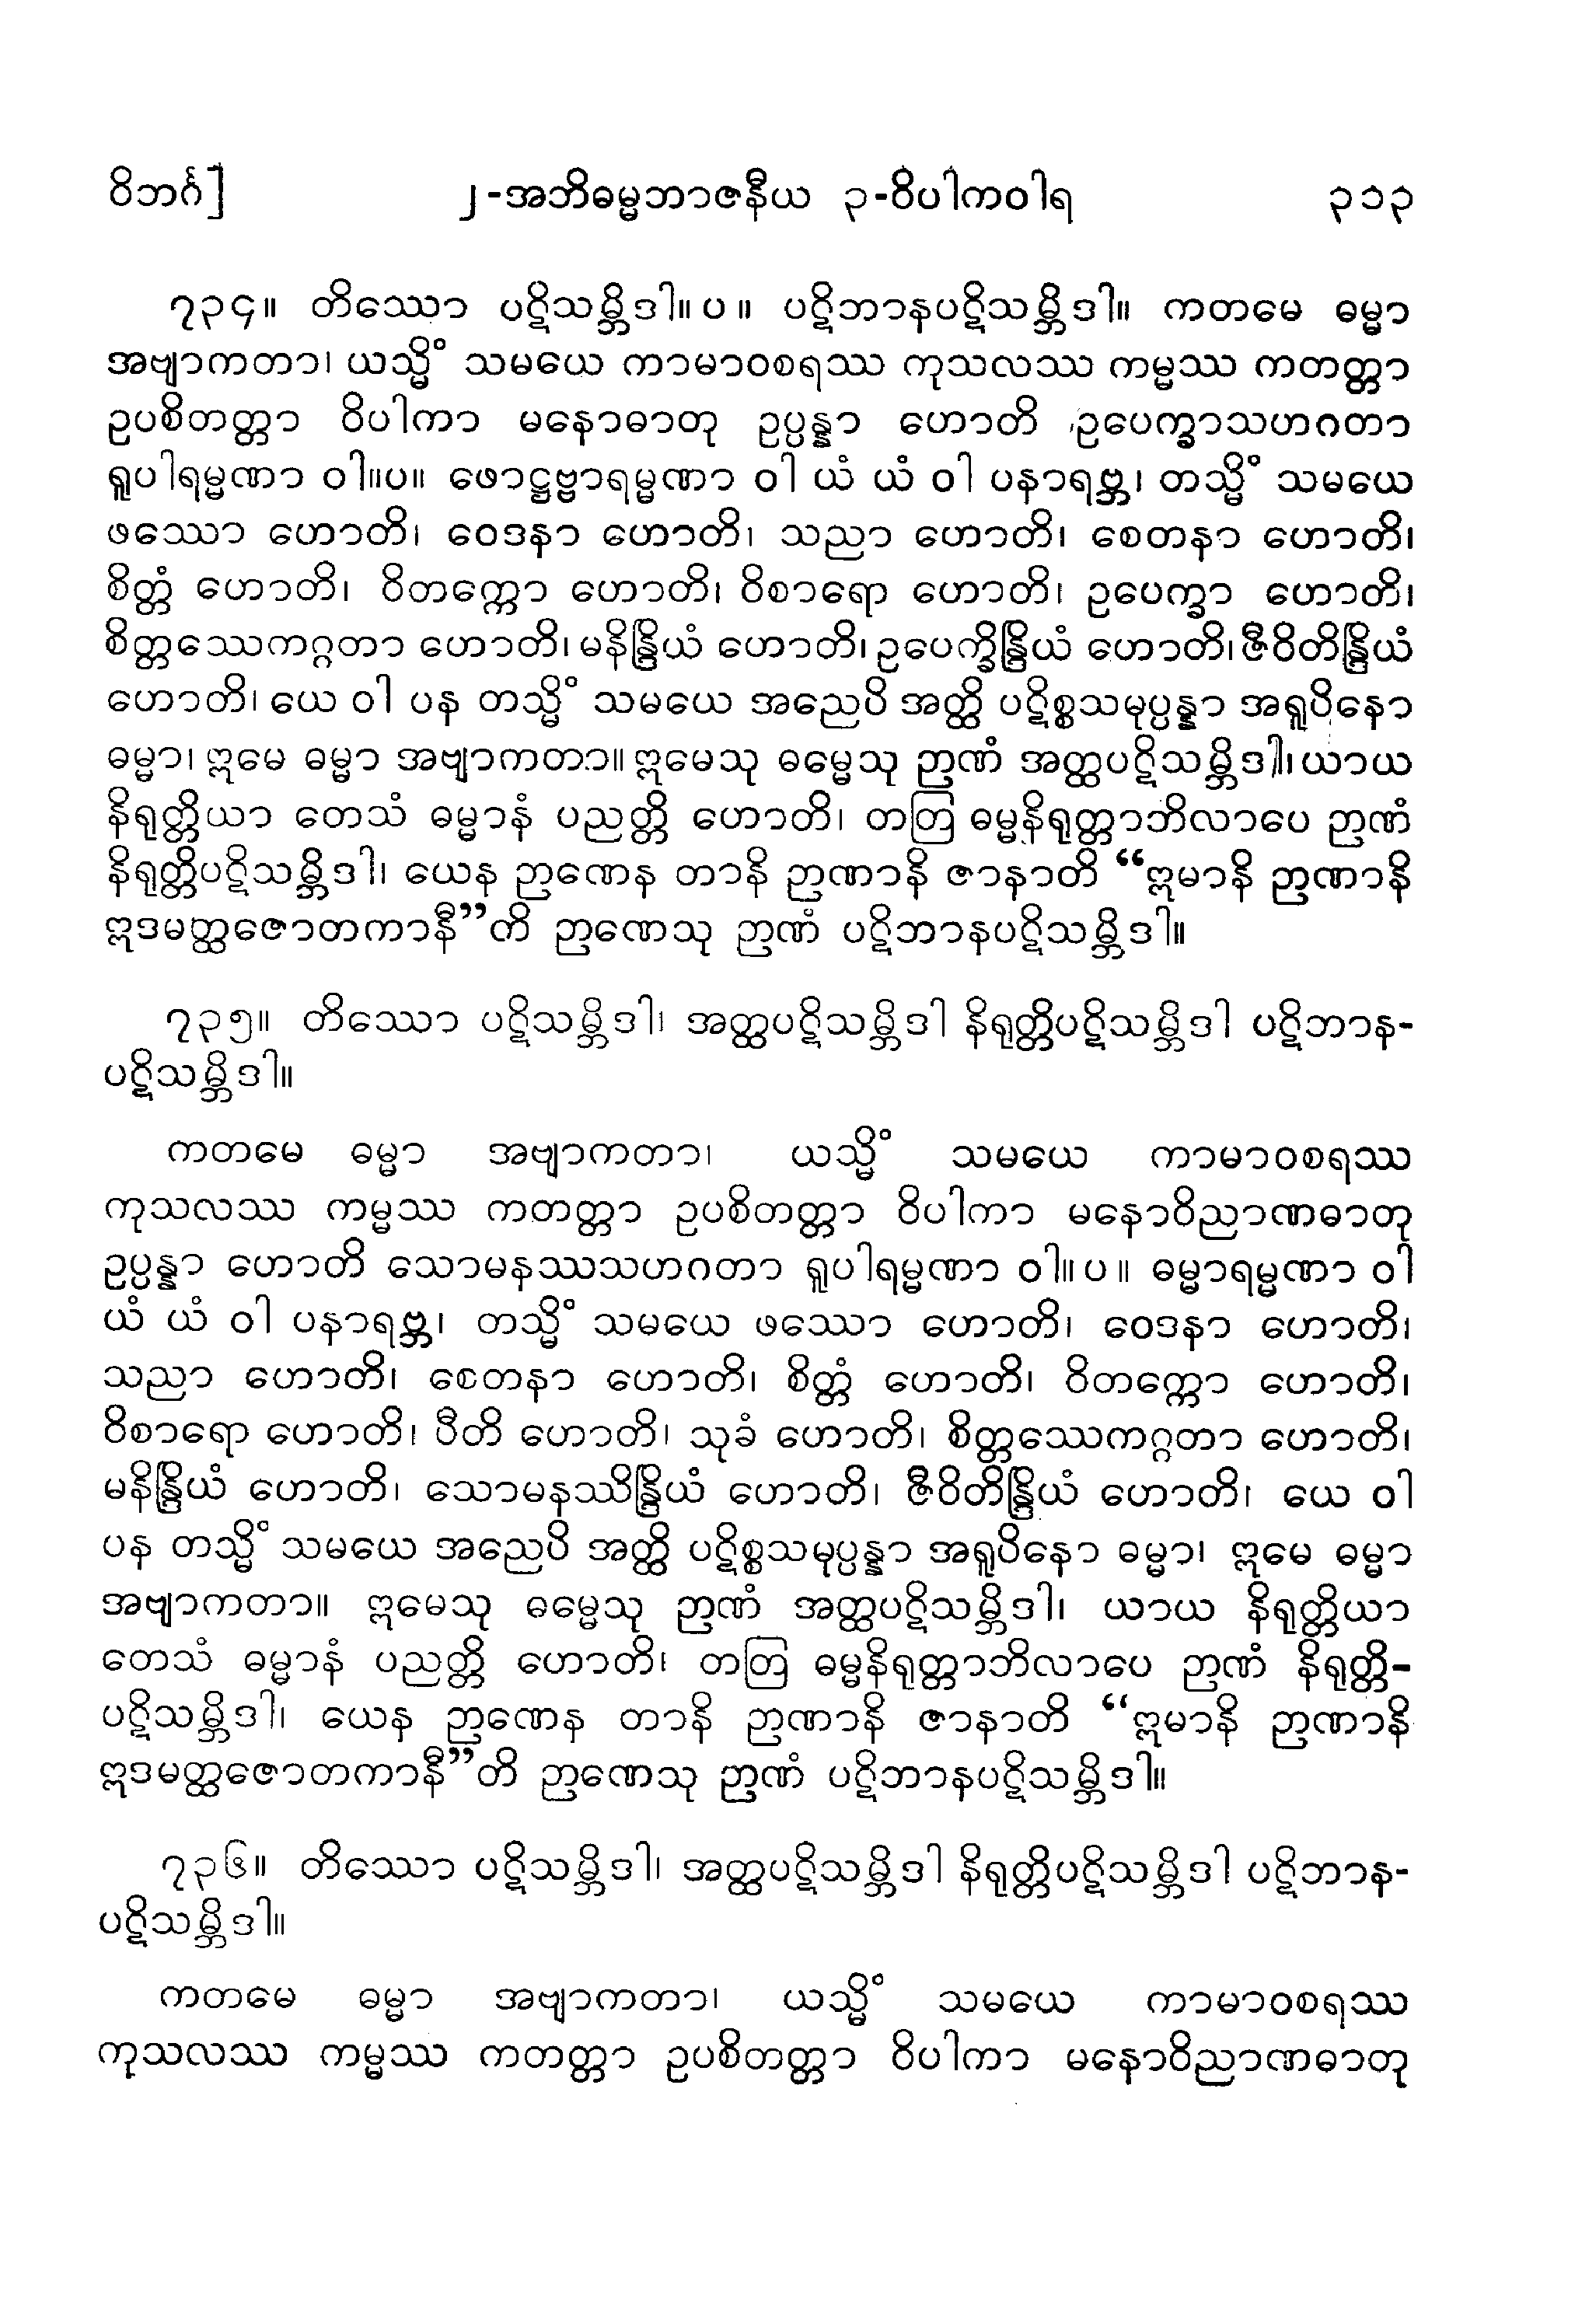 ဝိဘင်္ဂ] ၂-အဘိဓမ္မဘာဇနီယ ၃-ဝိပါကဝါရ ၃၁၃
၇၃၄။ တိဿော ပဋိသမ္ဘိဒါ။ပ။ ပဋိဘာနပဋိသမ္ဘိဒါ။ ကတမေ ဓမ္မာ
အဗျာကတာ၊ ယသ္မိံ သမယေ ကာမာဝစရဿ ကုသလဿ ကမ္မဿ ကတတ္တာ
ဥပစိတတ္တာ ဝိပါကာ မနောဓာတု ဥပ္ပန္နာ ဟောတိ ဥပေက္ခာသဟဂတာ
ရူပါရမ္မဏာ ဝါ။ပ။ ဖောဋ္ဌဗ္ဗာရမ္မဏာ ဝါ ယံ ယံ ဝါ ပနာရဗ္ဘ၊ တသ္မိံ သမယေ
ဖဿော ဟောတိ၊ ဝေဒနာ ဟောတိ၊ သညာ ဟောတိ၊ စေတနာ ဟောတိ၊
စိတ္တံ ဟောတိ၊ ဝိတက္ကော ဟောတိ၊ ဝိစာရော ဟောတိ၊ ဥပေက္ခာ ဟောတိ၊
စိတ္တဿေကဂ္ဂတာ ဟောတိ၊ မနိန္ဒြိယံ ဟောတိ၊ ဥပေက္ခိန္ဒြိယံ ဟောတိ၊ ဇီဝိတိန္ဒြိယံ
ဟောတိ၊ ယေ ဝါ ပန တသ္မိံ သမယေ အညေပိ အတ္ထိ ပဋိစ္စသမုပ္ပန္နာ အရူပိနော
ဓမ္မာ၊ ဣမေ ဓမ္မာ အဗျာကတာ။ ဣမေသု ဓမ္မေသု ဉာဏံ အတ္ထပဋိသမ္ဘိဒါ၊ ယာယ
နိရုတ္တိယာ တေသံ ဓမ္မာနံ ပညတ္တိ ဟောတိ၊ တတြ ဓမ္မနိရုတ္တာဘိလာပေ ဉာဏံ
နိရုတ္တိပဋိသမ္ဘိဒါ၊ ယေန ဉာဏေန တာနိ ဉာဏာနိ ဇာနာတိ “ဣမာနိ ဉာဏာနိ
ဣဒမတ္ထဇောတကာနီ”တိ ဉာဏေသု ဉာဏံ ပဋိဘာနပဋိသမ္ဘိဒါ။
၇၃၅။ တိဿော ပဋိသမ္ဘိဒါ၊ အတ္ထပဋိသမ္ဘိဒါ နိရုတ္တိပဋိသမ္ဘိဒါ ပဋိဘာန-
ပဋိသမ္ဘိဒါ။
ကတမေ ဓမ္မာ အဗျာကတာ၊ ယသ္မိံ သမယေ ကာမာဝစရဿ
ကုသလဿ ကမ္မဿ ကတတ္တာ ဥပစိတတ္တာ ဝိပါကာ မနောဝိညာဏဓာတု
ဥပ္ပန္နာ ဟောတိ သောမနဿသဟဂတာ ရူပါရမ္မဏာ ဝါ။ပ။ ဓမ္မာရမ္မဏာ ဝါ
ယံ ယံ ဝါ ပနာရဗ္ဘ၊ တသ္မိံ သမယေ ဖဿော ဟောတိ၊ ဝေဒနာ ဟောတိ၊
သညာ ဟောတိ၊ စေတနာ ဟောတိ၊ စိတ္တံ ဟောတိ၊ ဝိတက္ကော ဟောတိ၊
ဝိစာရော ဟောတိ၊ ပီတိ ဟောတိ၊ သုခံ ဟောတိ၊ စိတ္တဿေကဂ္ဂတာ ဟောတိ၊
မနိန္ဒြိယံ ဟောတိ၊ သောမနဿိန္ဒြိယံ ဟောတိ၊ ဇီဝိတိန္ဒြိယံ ဟောတိ၊ ယေ ဝါ
ပန တသ္မိံ သမယေ အညေပိ အတ္ထိ ပဋိစ္စသမုပ္ပန္နာ အရူပိနော ဓမ္မာ၊ ဣမေ ဓမ္မာ
အဗျာကတာ။ ဣမေသု ဓမ္မေသု ဉာဏံ အတ္ထပဋိသမ္ဘိဒါ၊ ယာယ နိရုတ္တိယာ
တေသံ ဓမ္မာနံ ပညတ္တိ ဟောတိ၊ တတြ ဓမ္မနိရုတ္တာဘိလာပေ ဉာဏံ နိရုတ္တိ-
ပဋိသမ္ဘိဒါ၊ ယေန ဉာဏေန တာနိ ဉာဏာနိ ဇာနာတိ “ဣမာနိ ဉာဏာနိ
ဣဒမတ္ထဇောတကာနီ”တိ ဉာဏေသု ဉာဏံ ပဋိဘာနပဋိသမ္ဘိဒါ။
၇၃၆။ တိဿော ပဋိသမ္ဘိဒါ၊ အတ္ထပဋိသမ္ဘိဒါ နိရုတ္တိပဋိသမ္ဘိဒါ ပဋိဘာန-
ပဋိသမ္ဘိဒါ။
ကတမေ ဓမ္မာ အဗျာကတာ၊ ယသ္မိံ သမယေ ကာမာဝစရဿ
ကုသလဿ ကမ္မဿ ကတတ္တာ ဥပစိတတ္တာ ဝိပါကာ မနောဝိညာဏဓာတု